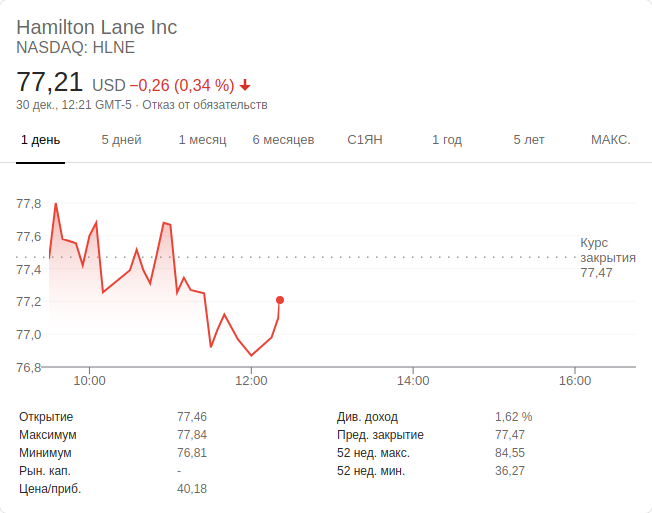 Hamilton Lane Inc
NASDAQ: HLNE
77,21 USD −0,26 (0,34 %)
30 дек., 12:21 GMT-5 · Отказ от обязательств
1 день 5 дней 1 месяц 6 месяцев С1ЯН 1 год 5 лет МАКС.
77,8
77,6
77,4
77,2
77,0
76,8
Курс
закрытия
77,47
10:00 12:00 14:00 16:00
Открытие 77,46 Див. доход 1,62 %
Максимум 77,84 Пред. закрытие 77,47
Минимум 76,81 52 нед. макс. 84,55
Рын. кап. - 52 нед. мин. 36,27
Цена/приб. 40,18